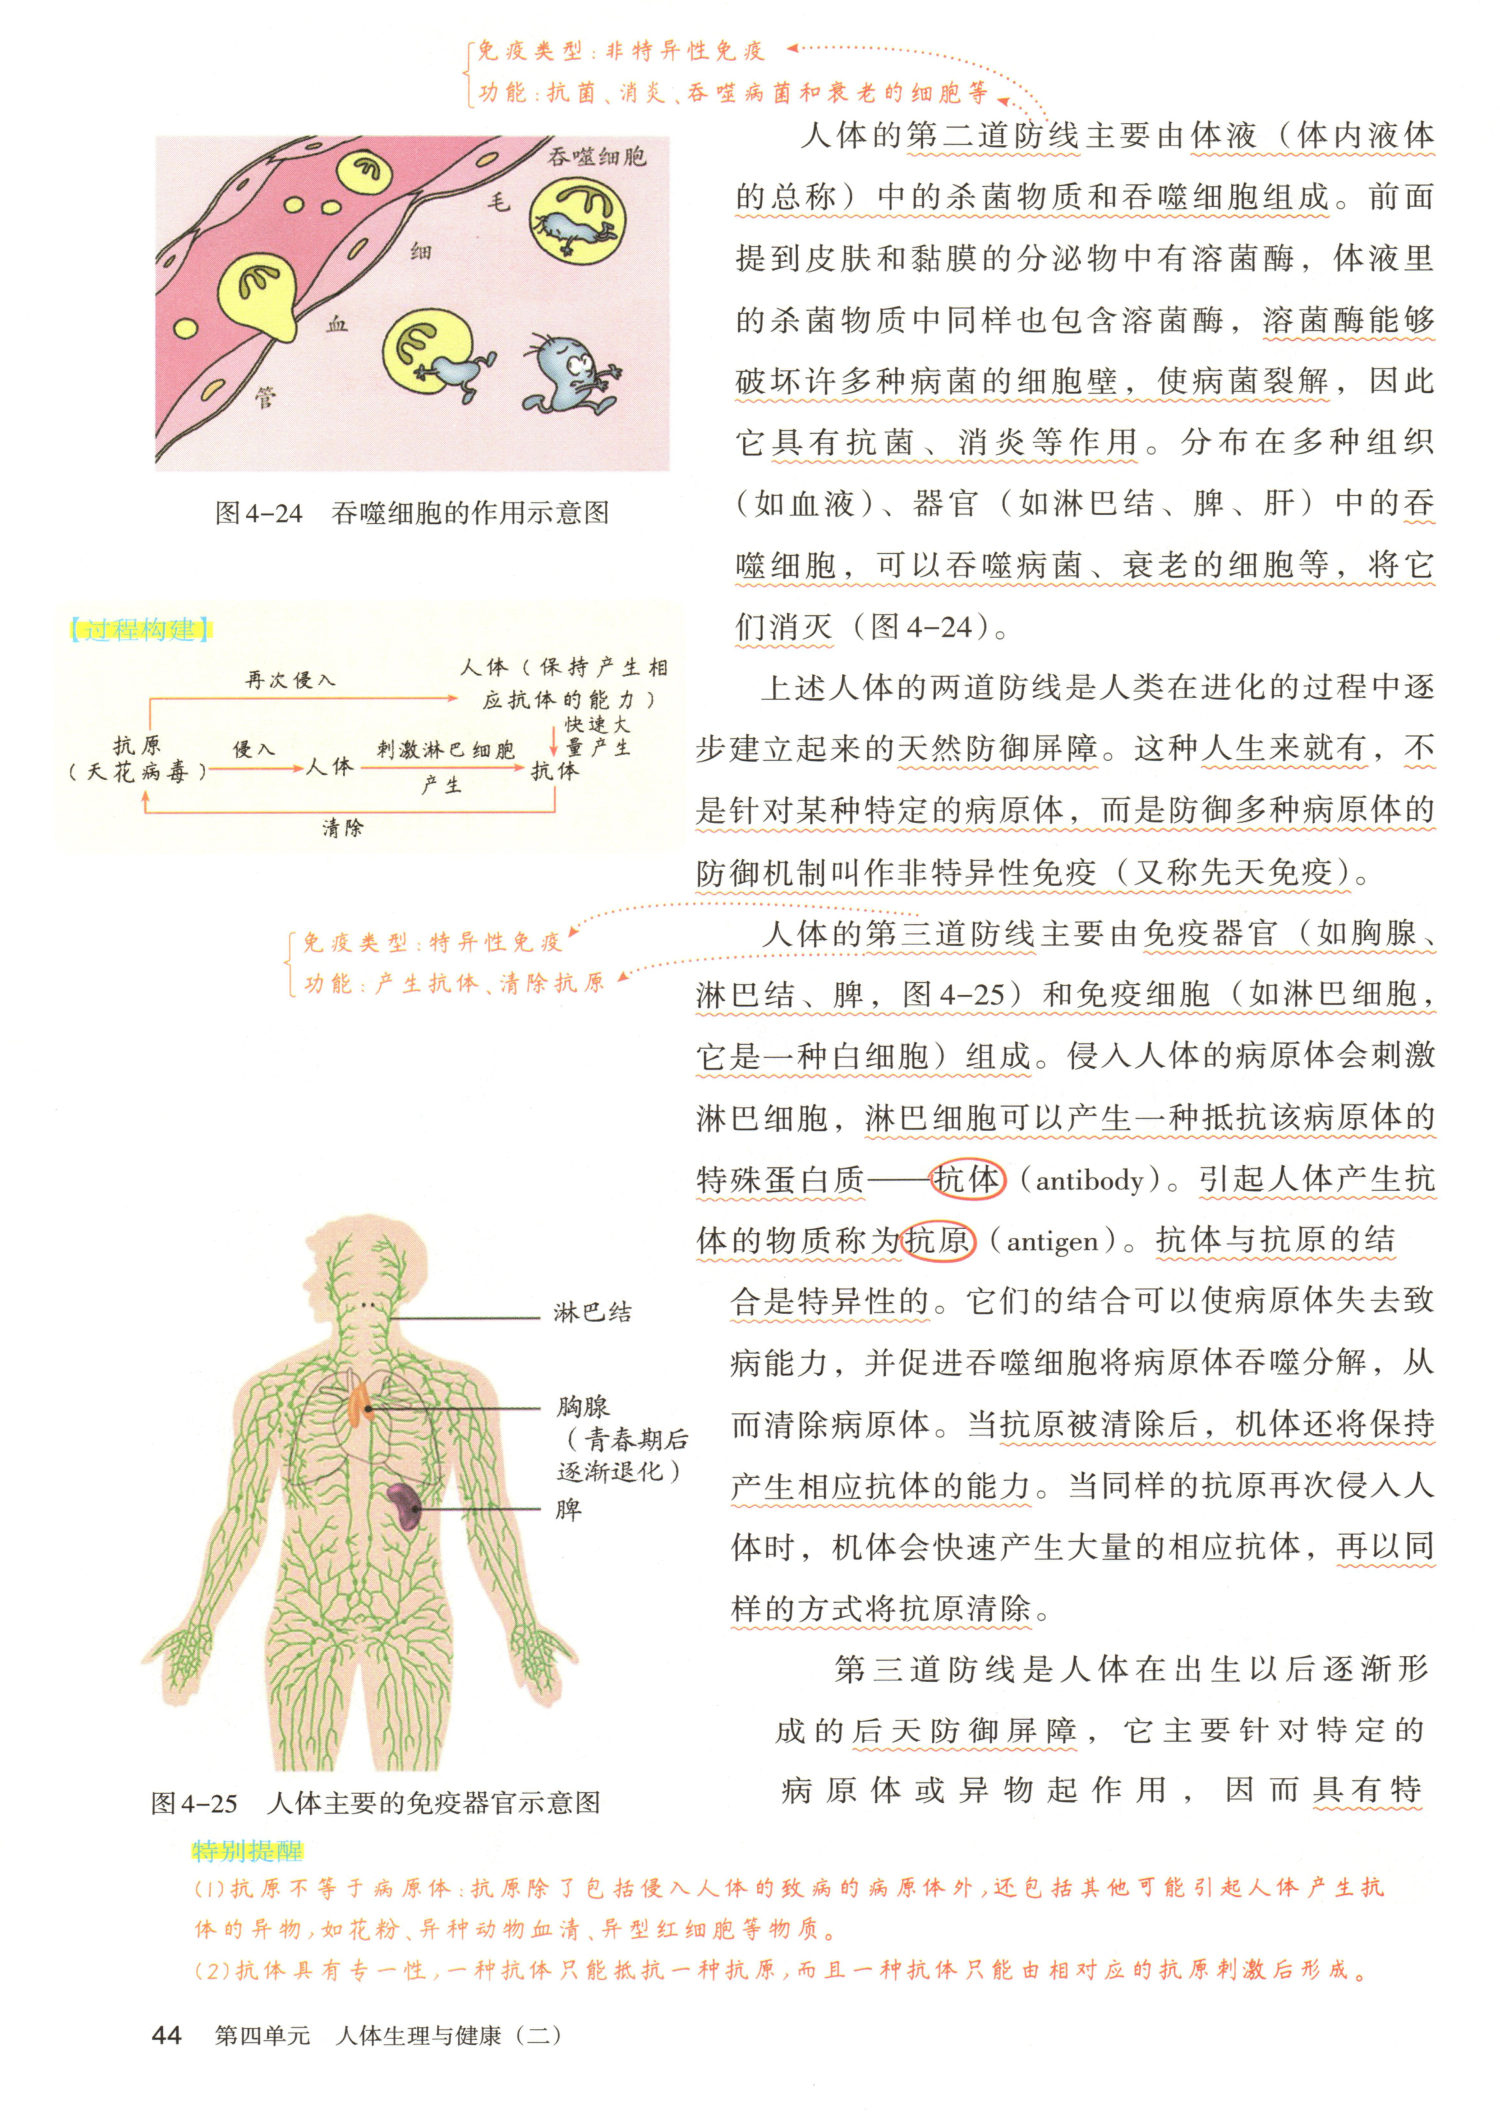 免疫类型:非特异性免疫
功能:抗菌、消炎、吞噬病菌和衰老的细胞等
吞噬细胞
毛
细
血
管
图4-24 吞噬细胞的作用示意图
人体的第二道防线主要由体液（体内液体
的总称）中的杀菌物质和吞噬细胞组成。前面
提到皮肤和黏膜的分泌物中有溶菌酶，体液里
的杀菌物质中同样也包含溶菌酶，溶菌酶能够
破坏许多种病菌的细胞壁，使病菌裂解，因此
它具有抗菌、消炎等作用。分布在多种组织
（如血液）、器官（如淋巴结、脾、肝）中的吞
噬细胞，可以吞噬病菌、衰老的细胞等，将它
们消灭（图4-24）。
【过程构建】
再次侵入
人体（保持产生相
应抗体的能力）
快速大
量产生
抗原
（天花病毒）
侵入
人体
刺激淋巴细胞
产生
抗体
清除
上述人体的两道防线是人类在进化的过程中逐
步建立起来的天然防御屏障。这种人生来就有，不
是针对某种特定的病原体，而是防御多种病原体的
防御机制叫作非特异性免疫（又称先天免疫）。
免疫类型:特异性免疫
功能:产生抗体、清除抗原
人体的第三道防线主要由免疫器官（如胸腺、
淋巴结、脾，图4-25）和免疫细胞（如淋巴细胞，
它是一种白细胞）组成。侵入人体的病原体会刺激
淋巴细胞，淋巴细胞可以产生一种抵抗该病原体的
特殊蛋白质——抗体（antibody）。引起人体产生抗
体的物质称为抗原（antigen）。抗体与抗原的结
合是特异性的。它们的结合可以使病原体失去致
病能力，并促进吞噬细胞将病原体吞噬分解，从
而清除病原体。当抗原被清除后，机体还将保持
产生相应抗体的能力。当同样的抗原再次侵入人
体时，机体会快速产生大量的相应抗体，再以同
样的方式将抗原清除。
第三道防线是人体在出生以后逐渐形
成的后天防御屏障，它主要针对特定的
病原体或异物起作用，因而具有特
淋巴结
胸腺
（青春期后
逐渐退化）
脾
图4-25 人体主要的免疫器官示意图
特别提醒
(1)抗原不等于病原体:抗原除了包括侵入人体的致病的病原体外,还包括其他可能引起人体产生抗
体的异物,如花粉、异种动物血清、异型红细胞等物质。
(2)抗体具有专一性,一种抗体只能抵抗一种抗原,而且一种抗体只能由相对应的抗原刺激后形成。
44 第四单元 人体生理与健康（二）